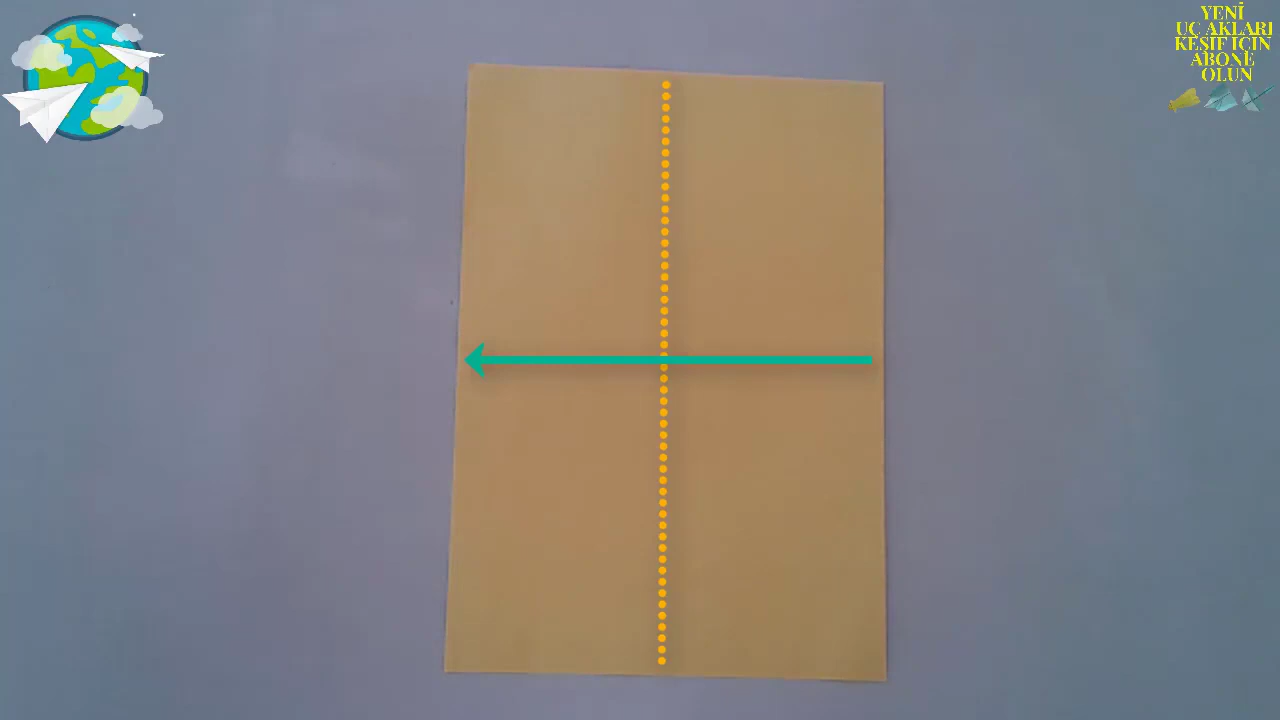 YENİ
UÇAKLARI
KEŞİF İÇİN
ABONE
OLUN